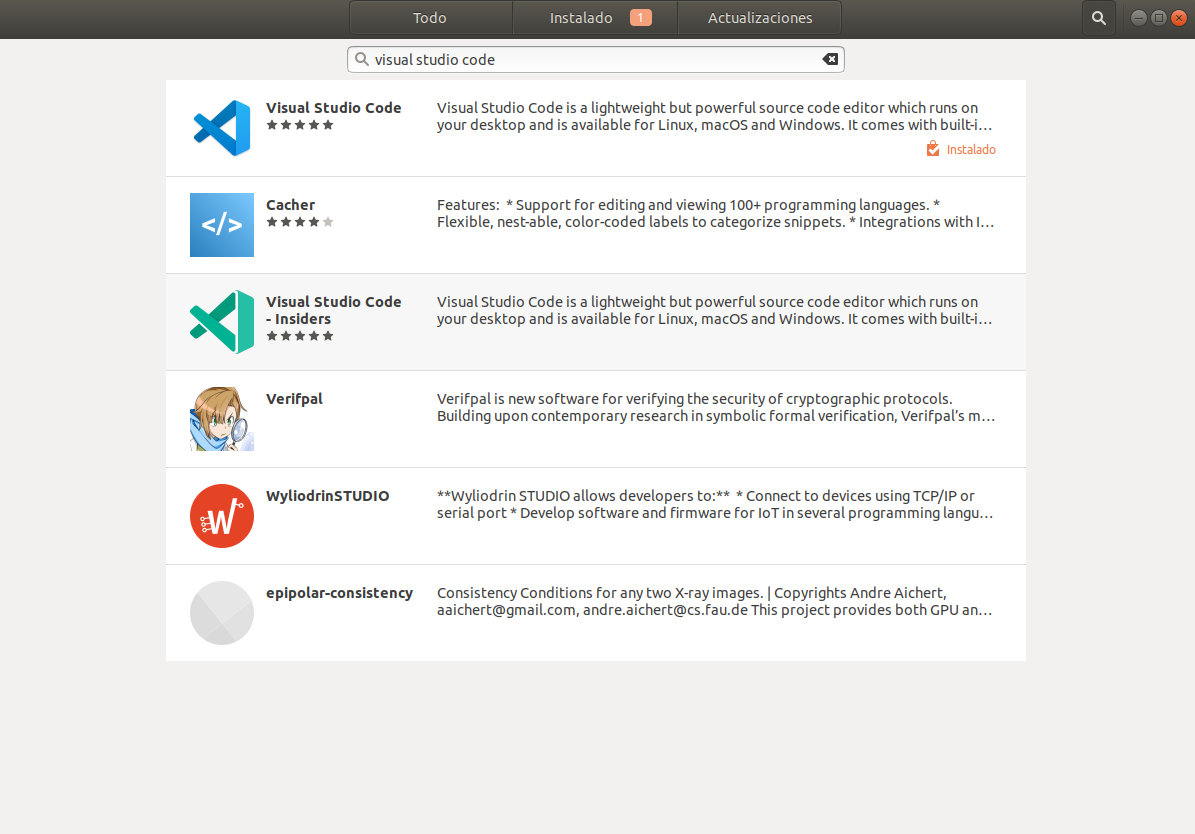 Todo
Instalado 1
Actualizaciones
visual studio code
Visual Studio Code
Visual Studio Code is a lightweight but powerful source code editor which runs on
your desktop and is available for Linux, macOS and Windows. It comes with built-i…
Instalado
</>
Cacher
Features:  * Support for editing and viewing 100+ programming languages. *
Flexible, nest-able, color-coded labels to categorize snippets. * Integrations with I…
Visual Studio Code
- Insiders
Visual Studio Code is a lightweight but powerful source code editor which runs on
your desktop and is available for Linux, macOS and Windows. It comes with built-i…
Verifpal
Verifpal is new software for verifying the security of cryptographic protocols.
Building upon contemporary research in symbolic formal verification, Verifpal’s m…
W
WyliodrinSTUDIO
**Wyliodrin STUDIO allows developers to:**  * Connect to devices using TCP/IP or
serial port * Develop software and firmware for IoT in several programming langu…
epipolar-consistency
Consistency Conditions for any two X-ray images. | Copyrights Andre Aichert,
aaichert@gmail.com, andre.aichert@cs.fau.de This project provides both GPU an…